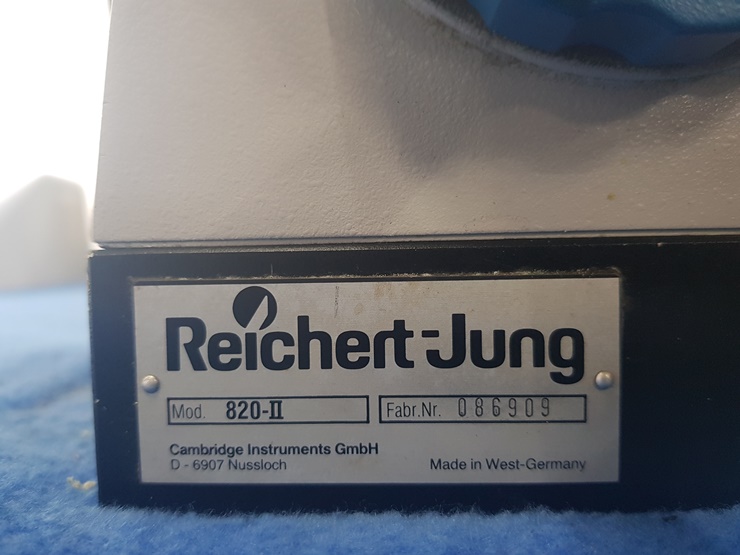 Reichert-Jung
Mod. 820-II
Fabr.Nr. 086909
Cambridge Instruments GmbH
D - 6907 Nussloch
Made in West-Germany